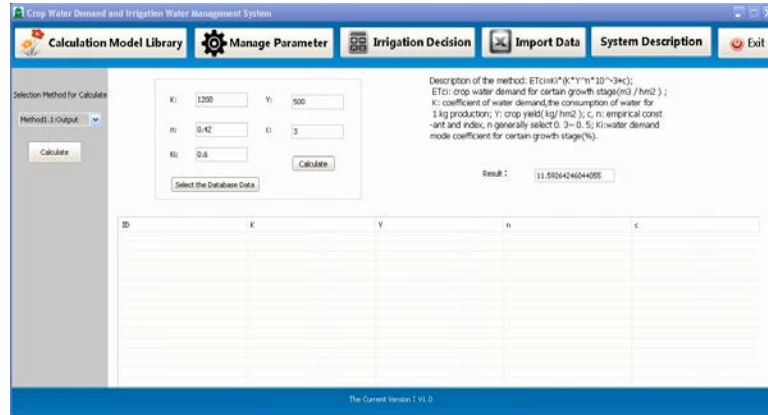 Crop Water Demand and Irrigation Water Management System
Calculation Model Library
Manage Parameter
Irrigation Decision
Import Data
System Description
Exit
Selection Method for Calculate
Method1.1:Output
Calculate
K: 1200 Y: 500
n: 0.42 c: 3
Ki: 0.6
Calculate
Select the Database Data
Description of the method: ETci=Ki*(K*Y^n*10^-3+c);
ETci: crop water demand for certain growth stage(m3 / hm2 ) ;
K: coefficient of water demand,the consumption of water for
1 kg production; Y: crop yield( kg/ hm2 ); c, n: empirical const
-ant and index, n generally select 0. 3~ 0. 5; Ki:water demand
mode coefficient for certain growth stage(%).
Result : 11.59264246044055
ID K Y n c
The Current Version : V1.0